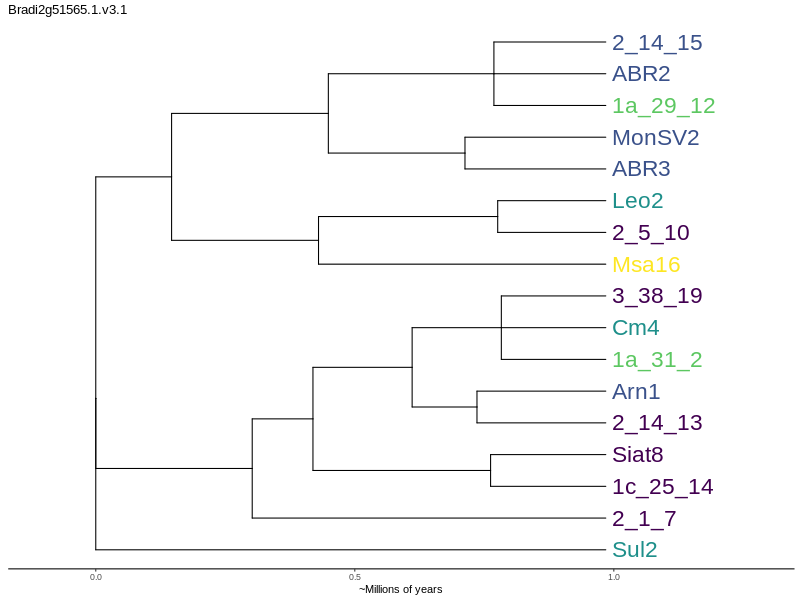 Bradi2g51565.1.v3.1
2_14_15
ABR2
1a_29_12
MonSV2
ABR3
Leo2
2_5_10
Msa16
3_38_19
Cm4
1a_31_2
Arn1
2_14_13
Siat8
1c_25_14
2_1_7
Sul2
0.0 0.5 1.0
~Millions of years